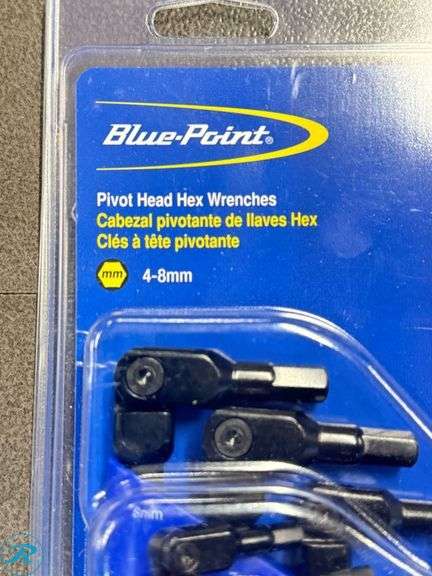 Blue-Point®
Pivot Head Hex Wrenches
Cabezal pivotante de llaves Hex
Clés à tête pivotante
mm 4-8mm
8mm